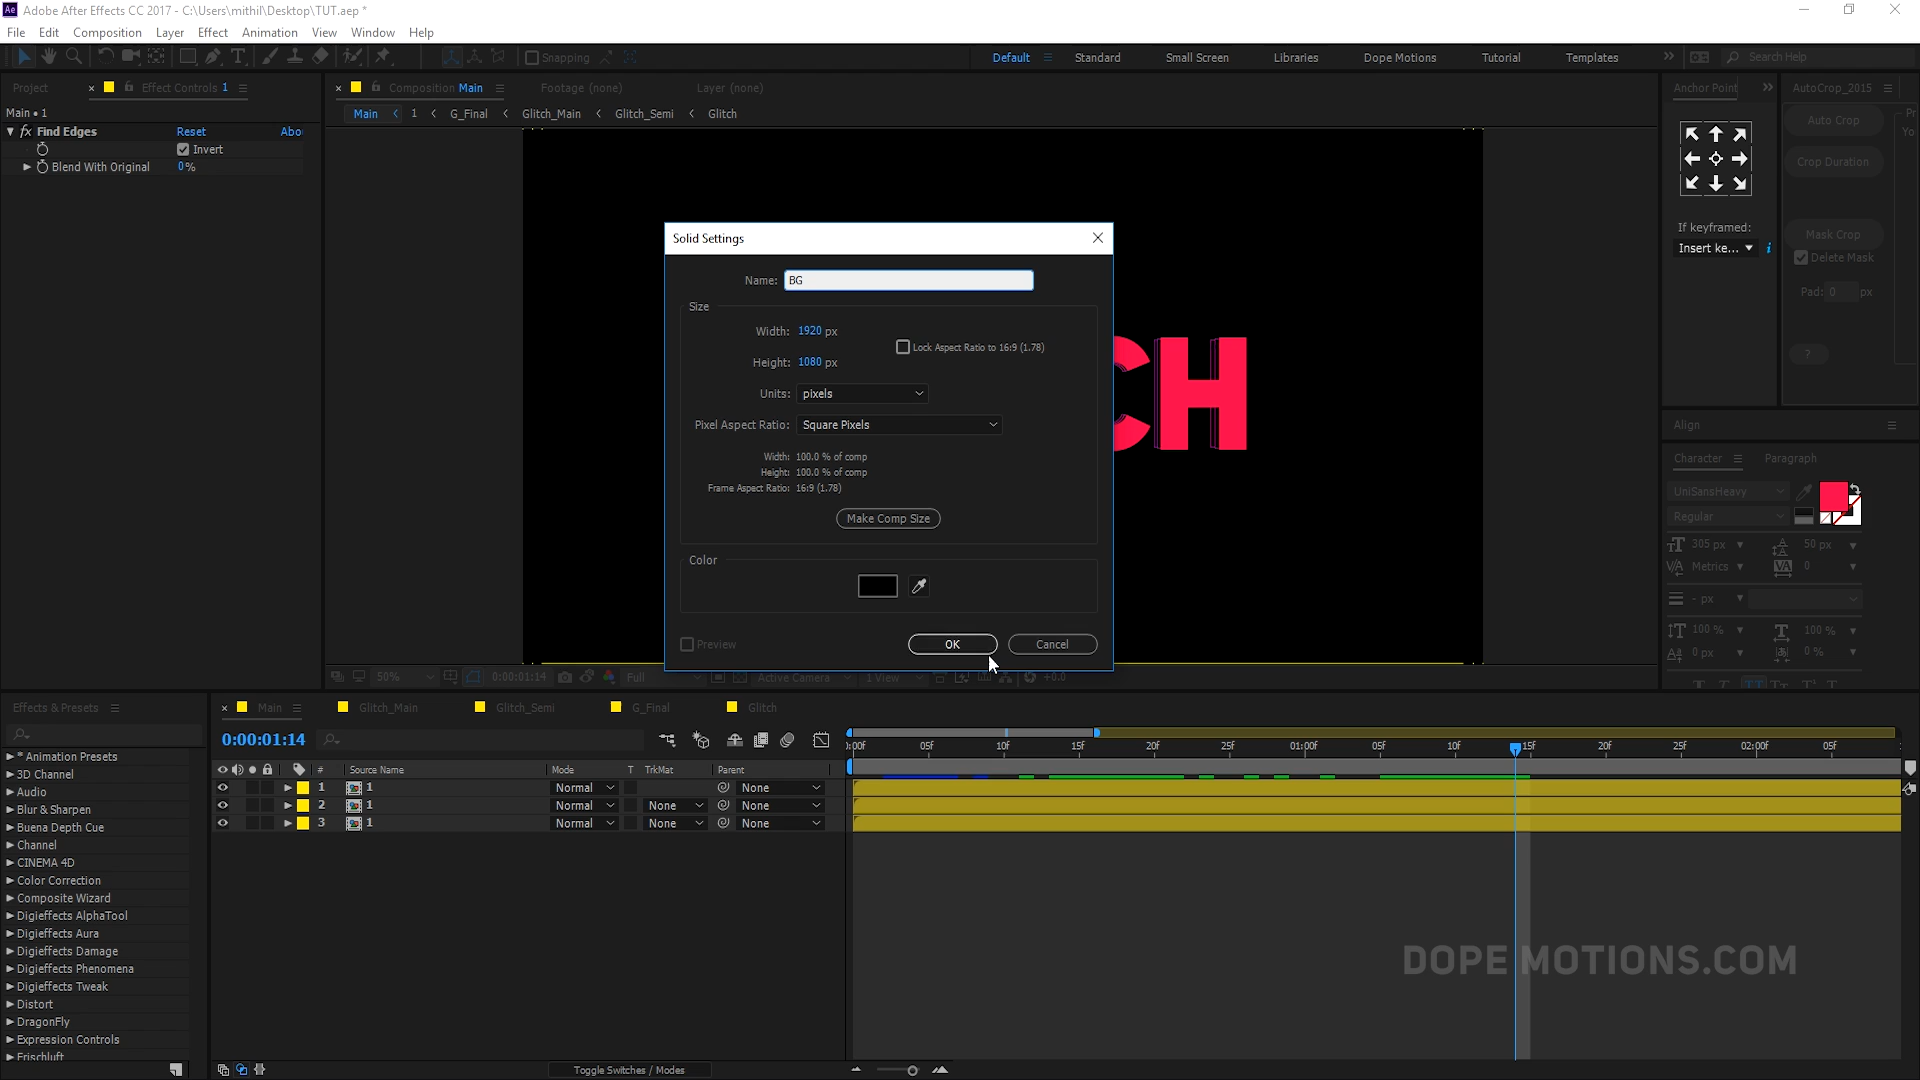 Adobe After Effects CC 2017 - C:\Users\mithil\Desktop\TUT.aep *
File Edit Composition Layer Effect Animation View Window Help
Snapping Default Standard Small Screen Libraries Dope Motions Tutorial Templates Search Help
Project Effect Controls 1 Composition Main Footage (none) Layer (none) Anchor Point AutoCrop_2015
Main • 1 Main 1 G_Final Glitch_Main Glitch_Semi Glitch
fx Find Edges Reset Abo
Invert
Blend With Original 0%
Auto Crop
Crop Duration
If keyframed:
Insert ke...
Mask Crop
Delete Mask
Pad: 0 px
?
Solid Settings
Name: BG
Size
Width: 1920 px
Lock Aspect Ratio to 16:9 (1.78)
Height: 1080 px
Units: pixels
Pixel Aspect Ratio: Square Pixels
Width: 100.0 % of comp
Height: 100.0 % of comp
Frame Aspect Ratio: 16:9 (1.78)
Make Comp Size
Color
Preview OK Cancel
CH
Align
Character Paragraph
UniSansHeavy
Regular
305 px 50 px
Metrics 0
- px
100 % 100 %
0 px 0 %
50% 0:00:01:14 Full Active Camera 1 View +0.0
Effects & Presets Main Glitch_Main Glitch_Semi G_Final Glitch
0:00:01:14
05f 10f 15f 20f 25f 01:00f 05f 10f 15f 20f 25f 02:00f 05f
# Source Name Mode T TrkMat Parent
1 1 Normal None
2 1 Normal None None
3 1 Normal None None
* Animation Presets
3D Channel
Audio
Blur & Sharpen
Buena Depth Cue
Channel
CINEMA 4D
Color Correction
Composite Wizard
Digieffects AlphaTool
Digieffects Aura
Digieffects Damage
Digieffects Phenomena
Digieffects Tweak
Distort
DragonFly
Expression Controls
Frischluft
DOPE MOTIONS.COM
Toggle Switches / Modes